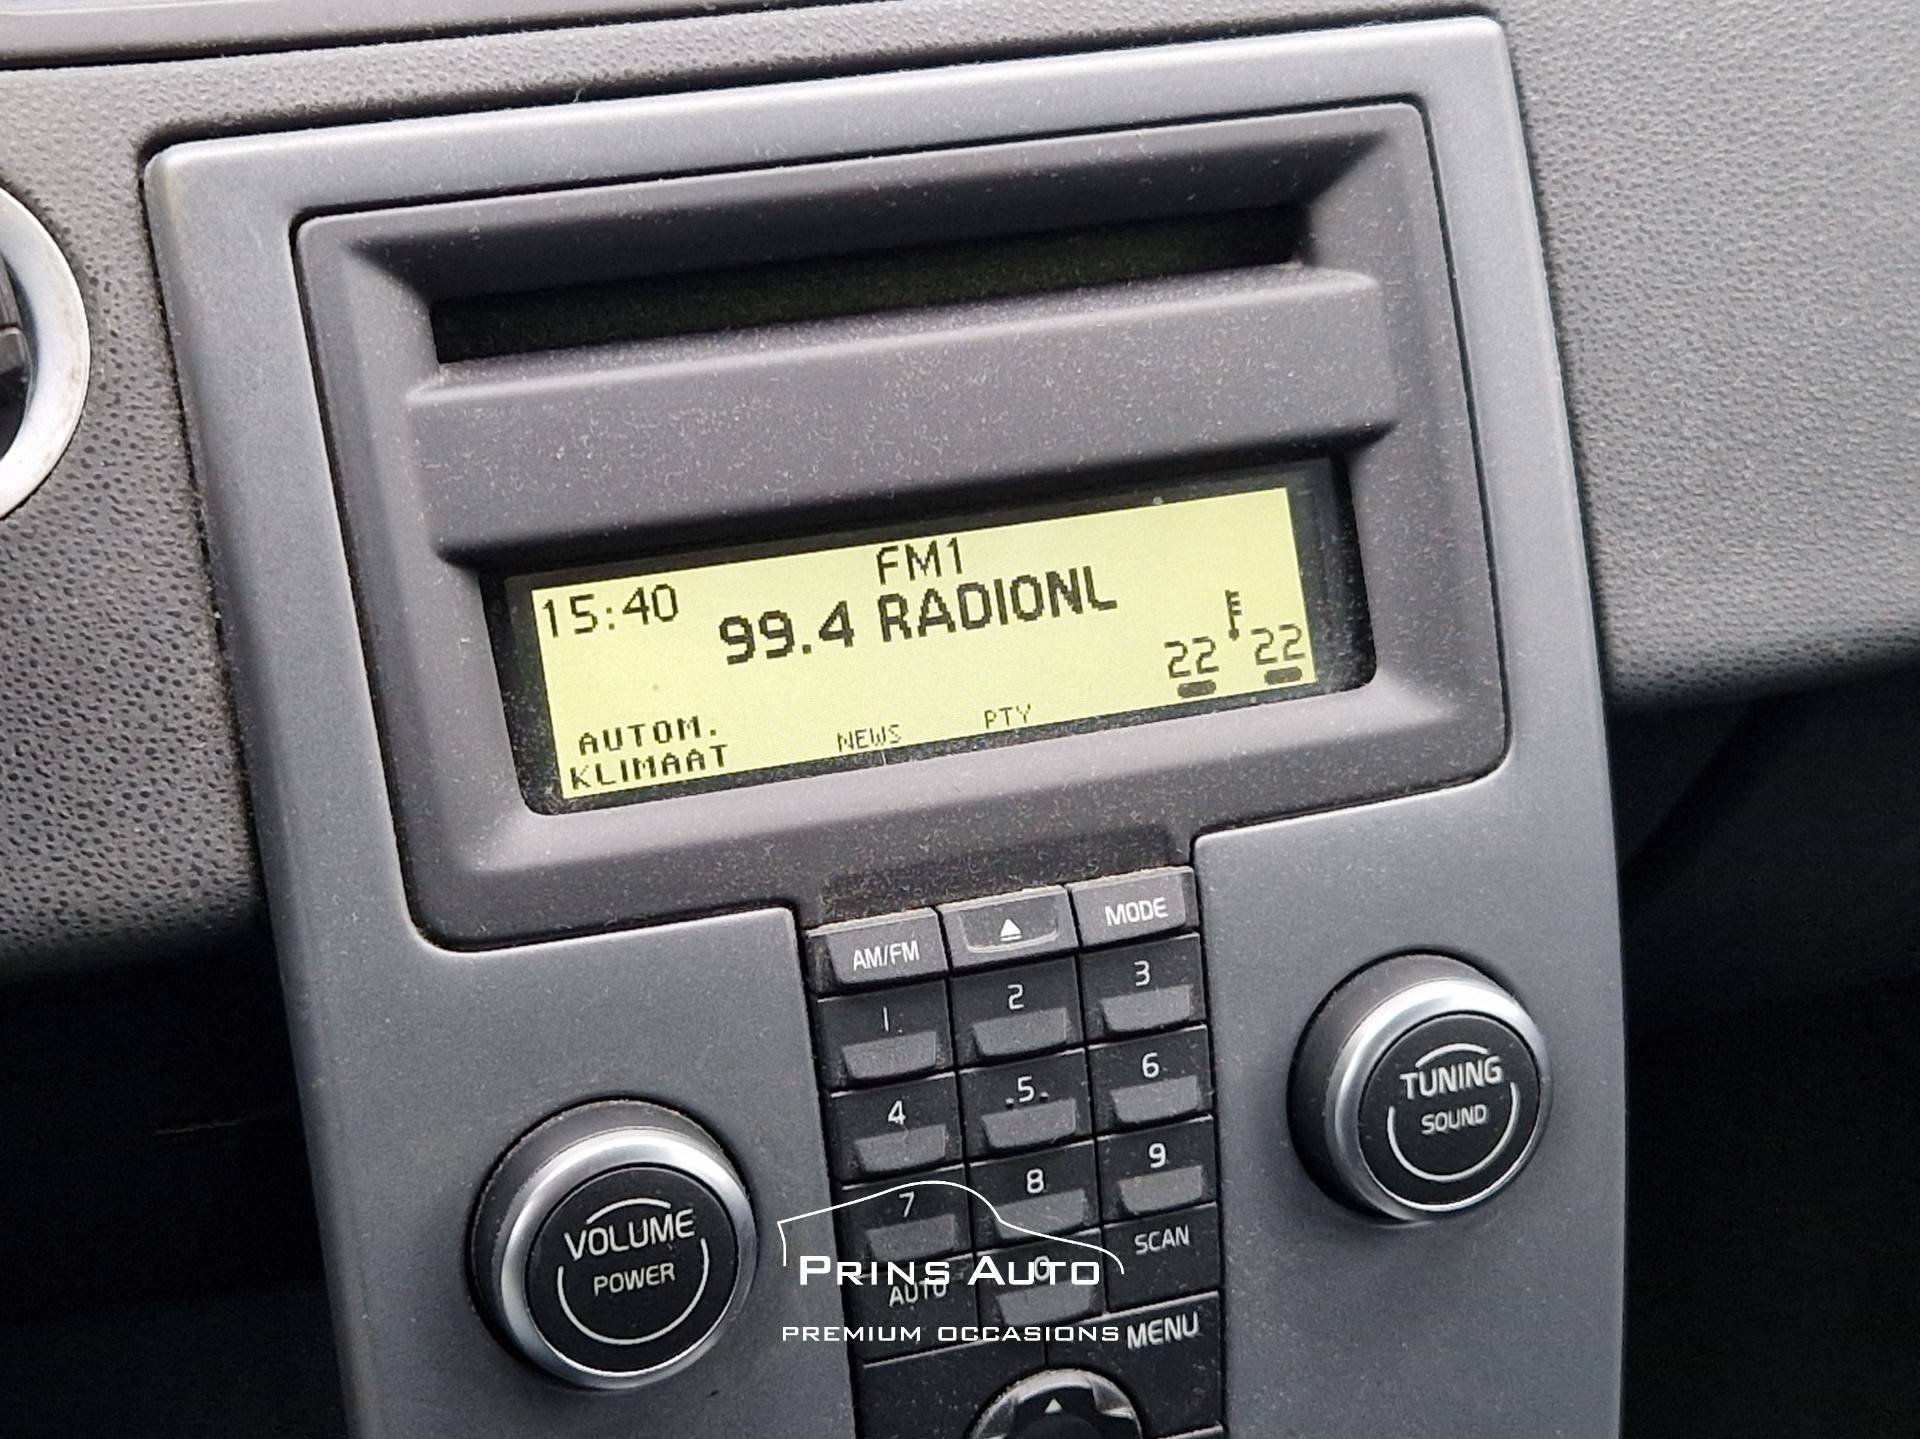 FM1
15:40
99.4 RADIONL
22 22
AUTOM.
KLIMAAT
NEWS
PTY
AM/FM
MODE
1
2
3
4
.5.
6
7
8
9
AUTO
0
SCAN
MENU
VOLUME
POWER
TUNING
SOUND
PRINS AUTO
PREMIUM OCCASIONS